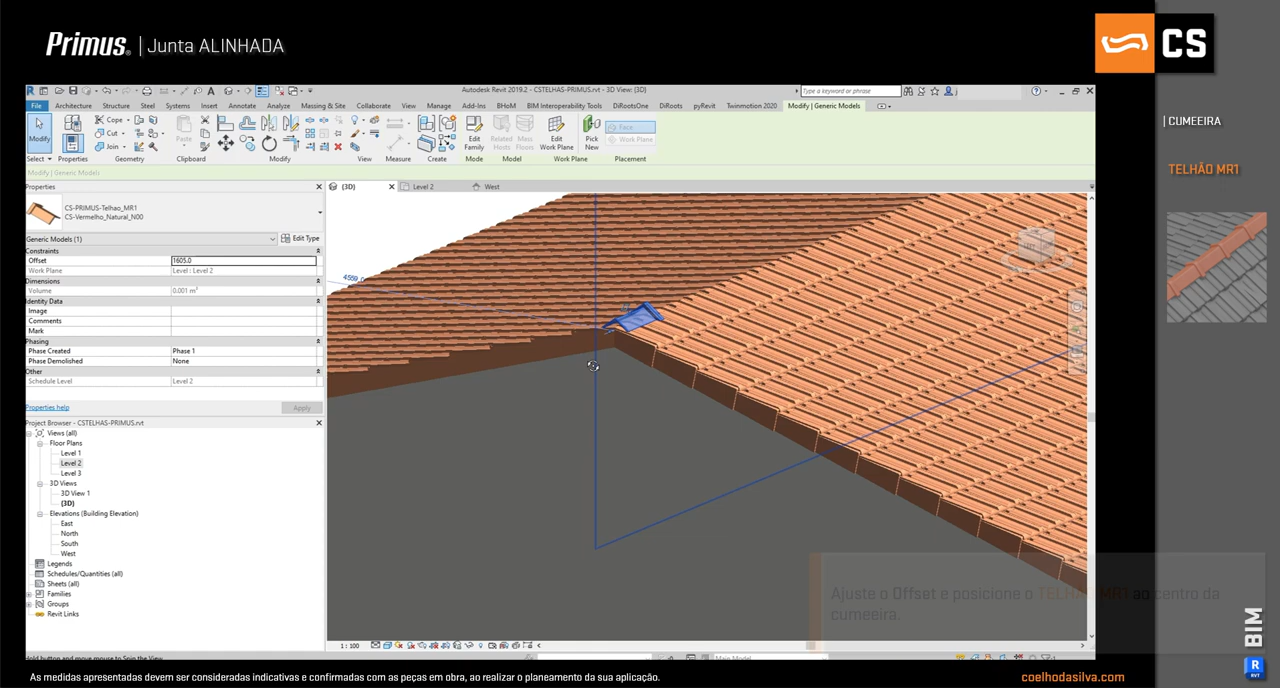 Primus® | Junta ALINHADA
CS
| CUMEEIRA
TELHÃO MR1
Autodesk Revit 2019.2 - CSTELHAS-PRIMUS.rvt - 3D View: {3D}
Type a keyword or phrase
File Architecture Structure Steel Systems Insert Annotate Analyze Massing & Site Collaborate View Manage Add-Ins BHoM BIM Interoperability Tools DiRootsOne DiRoots pyRevit Twinmotion 2020 Modify | Generic Models
Modify
Properties
Paste
Cope
Cut
Join
Edit Family
Related Hosts
Mass Floors
Edit Work Plane
Pick New
Face
Work Plane
Select Properties Geometry Clipboard Modify View Measure Create Mode Model Work Plane Placement
Modify | Generic Models
Properties
{3D}
Level 2
West
CS-PRIMUS-Telhao_MR1
CS-Vermelho_Natural_N00
Generic Models (1)
Edit Type
Constraints
Offset 1605.0
Work Plane Level : Level 2
Dimensions
Volume 0.001 m³
Identity Data
Image
Comments
Mark
Phasing
Phase Created Phase 1
Phase Demolished None
Other
Schedule Level Level 2
Properties help
Apply
Project Browser - CSTELHAS-PRIMUS.rvt
Views (all)
Floor Plans
Level 1
Level 2
Level 3
3D Views
3D View 1
{3D}
Elevations (Building Elevation)
East
North
South
West
Legends
Schedules/Quantities (all)
Sheets (all)
Families
Groups
Revit Links
4559.0
1 : 100
Main Model
Ajuste o Offset e posicione o TELHÃO MR1 ao centro da
cumeeira.
BIM
R
RVT
As medidas apresentadas devem ser consideradas indicativas e confirmadas com as peças em obra, ao realizar o planeamento da sua aplicação.
coelhodasilva.com